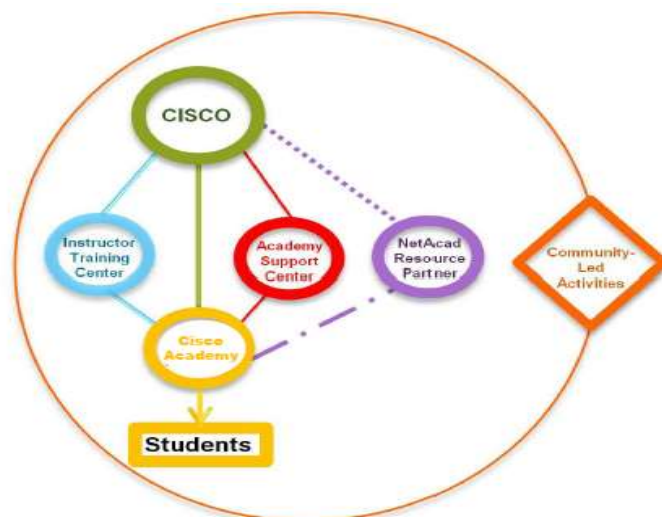 CISCO
Instructor
Training
Center
Academy
Support
Center
NetAcad
Resource
Partner
Community-
Led
Activities
Cisco
Academy
Students